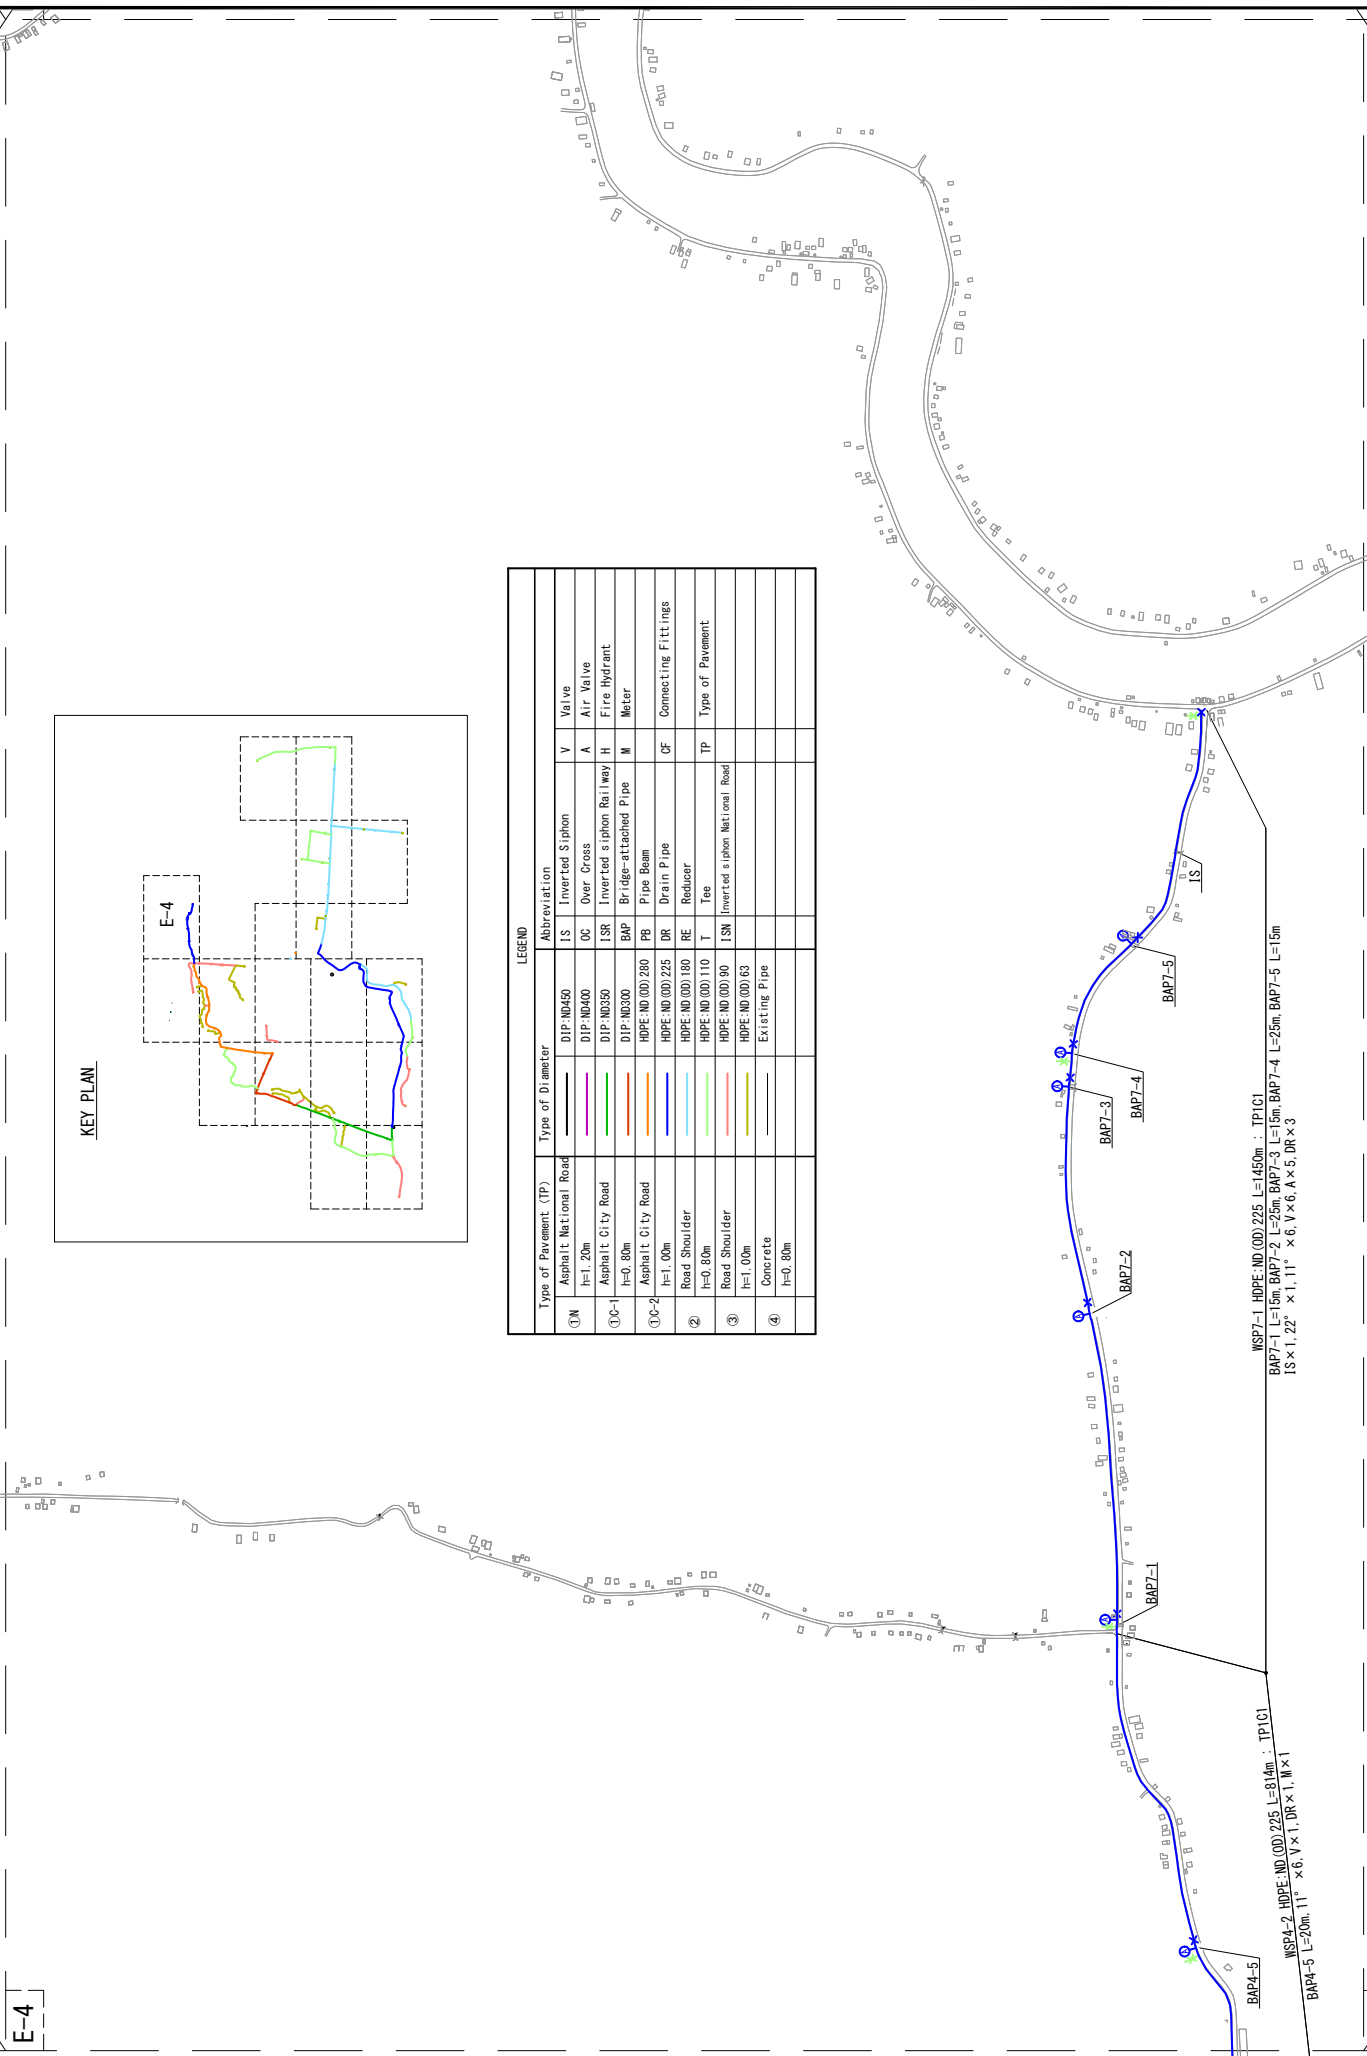 E-4
KEY PLAN
E-4
LEGEND
Type of Pavement (TP) Type of Diameter Abbreviation
①N Asphalt National Road DIP:ND450 IS Inverted Siphon V Valve
h=1.20m DIP:ND400 OC Over Cross A Air Valve
①C-1 Asphalt City Road DIP:ND350 ISR Inverted siphon Railway H Fire Hydrant
h=0.80m DIP:ND300 BAP Bridge-attached Pipe M Meter
①C-2 Asphalt City Road HDPE:ND(OD)280 PB Pipe Beam
h=1.00m HDPE:ND(OD)225 DR Drain Pipe CF Connecting Fittings
② Road Shoulder HDPE:ND(OD)180 RE Reducer
h=0.80m HDPE:ND(OD)110 T Tee TP Type of Pavement
③ Road Shoulder HDPE:ND(OD)90 ISN Inverted siphon National Road
h=1.00m HDPE:ND(OD)63
④ Concrete Existing Pipe
h=0.80m
A
BAP4-5
A
BAP7-1
A
BAP7-2
A
BAP7-3
A
BAP7-4
A
BAP7-5
IS
WSP4-2 HDPE:ND(OD)225 L=814m : TP1C1
BAP4-5 L=20m, 11° ×6, V×1, DR×1, M×1
WSP7-1 HDPE:ND(OD)225 L=1450m : TP1C1
BAP7-1 L=15m, BAP7-2 L=25m, BAP7-3 L=15m, BAP7-4 L=25m, BAP7-5 L=15m
IS×1, 22° ×1, 11° ×6, V×6, A×5, DR×3